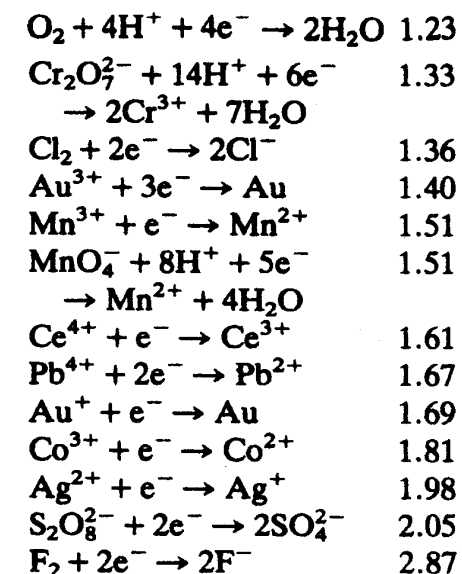 O₂ + 4H⁺ + 4e⁻ → 2H₂O 1.23
Cr₂O₇²⁻ + 14H⁺ + 6e⁻ 1.33
→ 2Cr³⁺ + 7H₂O
Cl₂ + 2e⁻ → 2Cl⁻ 1.36
Au³⁺ + 3e⁻ → Au 1.40
Mn³⁺ + e⁻ → Mn²⁺ 1.51
MnO₄⁻ + 8H⁺ + 5e⁻ 1.51
→ Mn²⁺ + 4H₂O
Ce⁴⁺ + e⁻ → Ce³⁺ 1.61
Pb⁴⁺ + 2e⁻ → Pb²⁺ 1.67
Au⁺ + e⁻ → Au 1.69
Co³⁺ + e⁻ → Co²⁺ 1.81
Ag²⁺ + e⁻ → Ag⁺ 1.98
S₂O₈²⁻ + 2e⁻ → 2SO₄²⁻ 2.05
F₂ + 2e⁻ → 2F⁻ 2.87